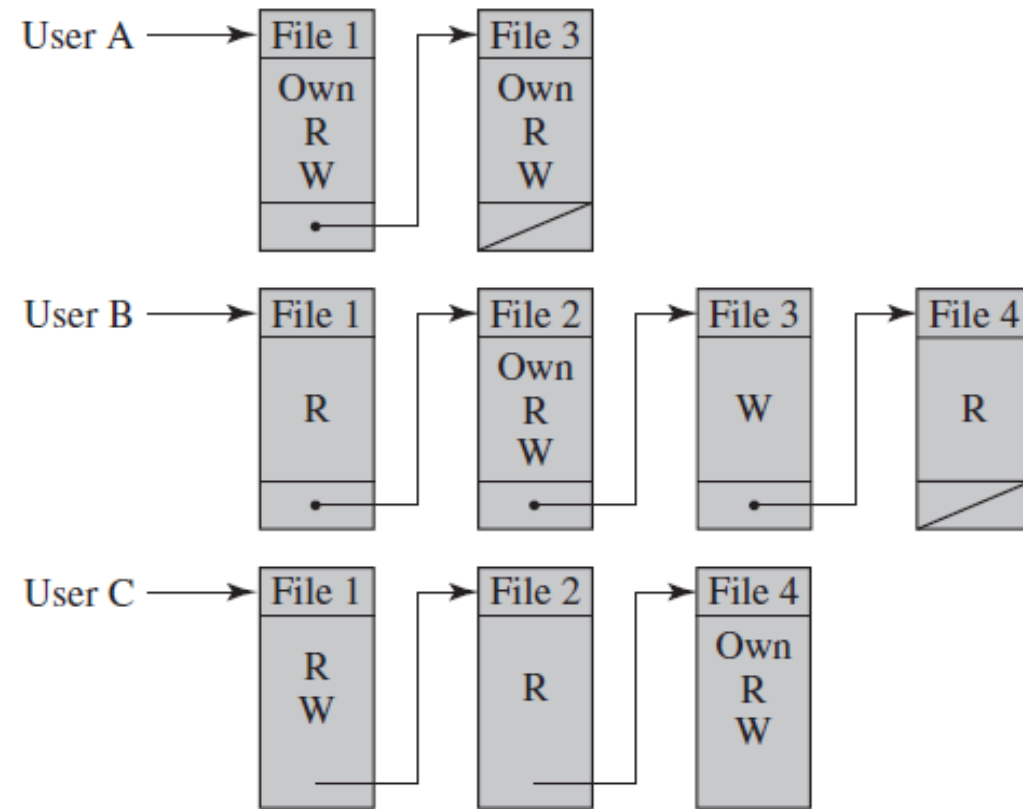 User A File 1 File 3
Own Own
R R
W W
User B File 1 File 2 File 3 File 4
R Own R W W R
User C File 1 File 2 File 4
R W R Own R W